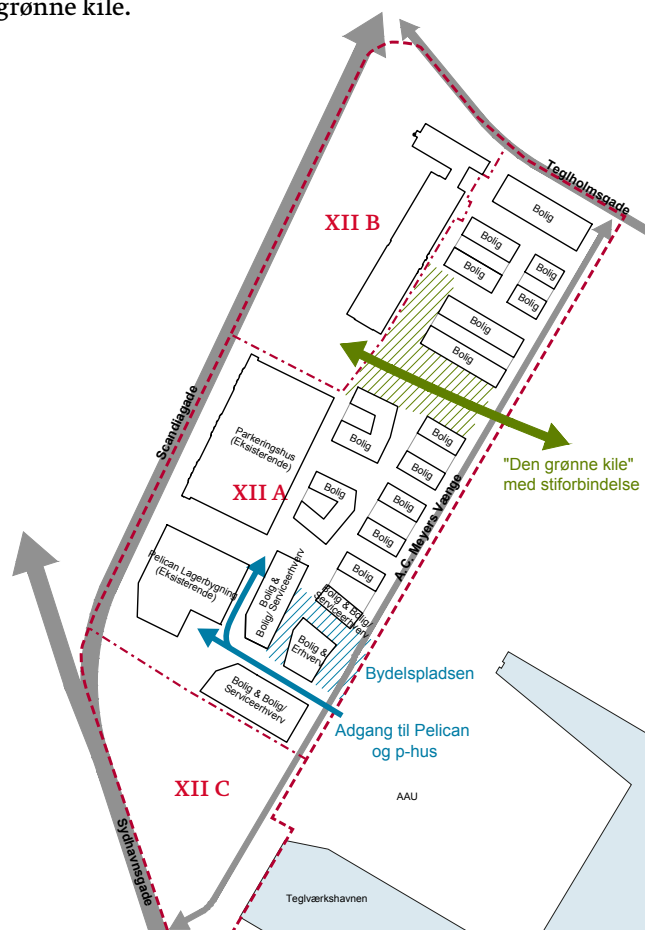 grønne kile.
Teglholmsgade
Bolig
XII B
Bolig
Bolig
Bolig
Bolig
Bolig
Bolig
Scandiagade
Parkeringshus
(Eksisterende)
Bolig
Bolig
Bolig
"Den grønne kile"
med stiforbindelse
XII A
Bolig
Bolig
Bolig
A.C. Meyers Vænge
Pelican Lagerbygning
(Eksisterende)
Bolig &
Bolig/ Serviceerhverv
Bolig
Bolig & Bolig/
Serviceerhverv
Bolig &
Erhverv
Bydelspladsen
Bolig & Bolig/
Serviceerhverv
Adgang til Pelican
og p-hus
XII C
AAU
Sydhavnsgade
Teglværkshavnen